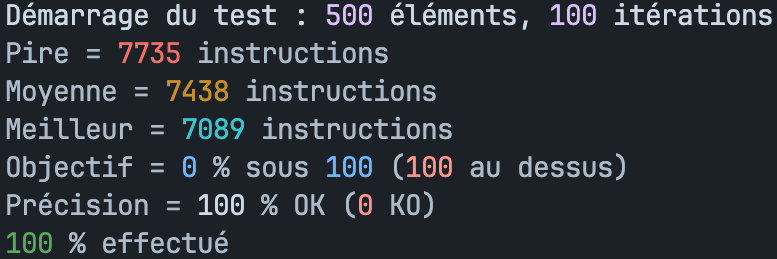 Démarrage du test : 500 éléments, 100 itérations
Pire = 7735 instructions
Moyenne = 7438 instructions
Meilleur = 7089 instructions
Objectif = 0 % sous 100 (100 au dessus)
Précision = 100 % OK (0 KO)
100 % effectué